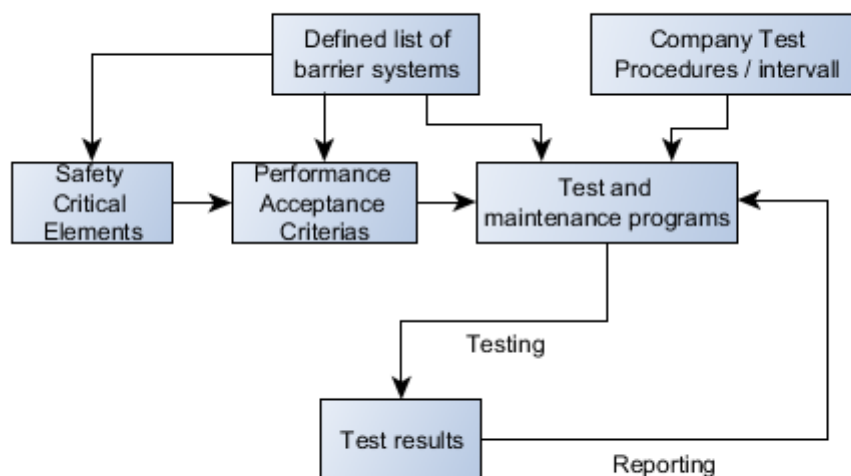 Defined list of
barrier systems
Company Test
Procedures / intervall
Safety
Critical
Elements
Performance
Acceptance
Criterias
Test and
maintenance programs
Testing
Test results
Reporting